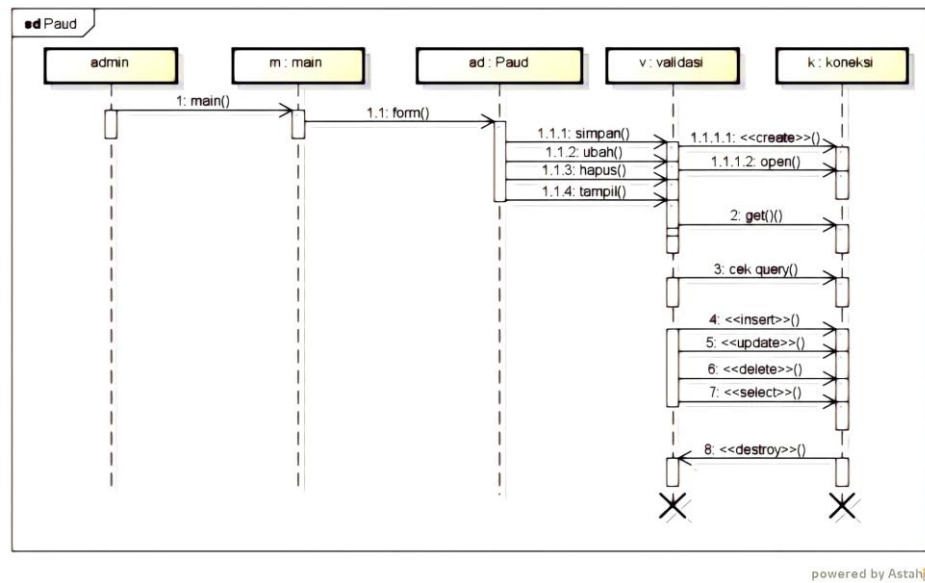 sd Paud
admin
m : main
ad : Paud
v : validasi
k : koneksi
1: main()
1.1: form()
1.1.1: simpan()
1.1.1.1: <<create>>()
1.1.2: ubah()
1.1.1.2: open()
1.1.3: hapus()
1.1.4: tampil()
2: get()()
3: cek query()
4: <<insert>>()
5: <<update>>()
6: <<delete>>()
7: <<select>>()
8: <<destroy>>()
powered by Astah